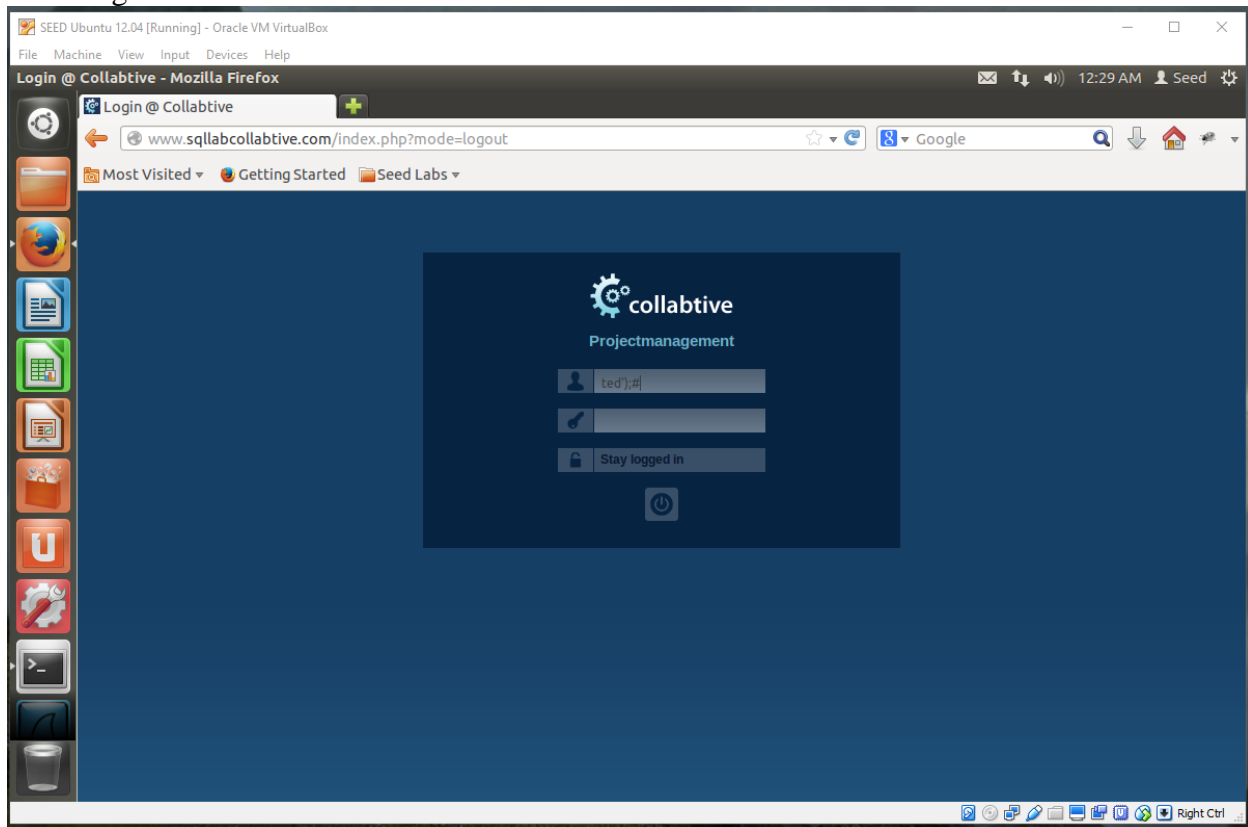 SEED Ubuntu 12.04 [Running] - Oracle VM VirtualBox
File Machine View Input Devices Help
Login @ Collabtive - Mozilla Firefox 12:29 AM Seed
Login @ Collabtive
www.sqllabcollabtive.com/index.php?mode=logout Google
Most Visited Getting Started Seed Labs
collabtive
Projectmanagement
ted');#
Stay logged in
Right Ctrl